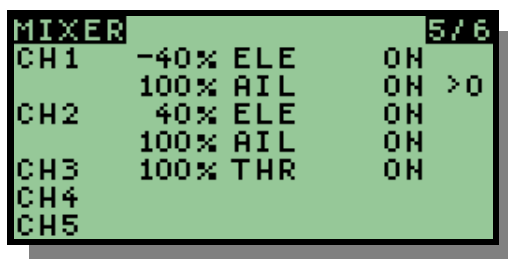 MIXER 5/6
CH1 -40% ELE ON
100% AIL ON >0
CH2 40% ELE ON
100% AIL ON
CH3 100% THR ON
CH4
CH5